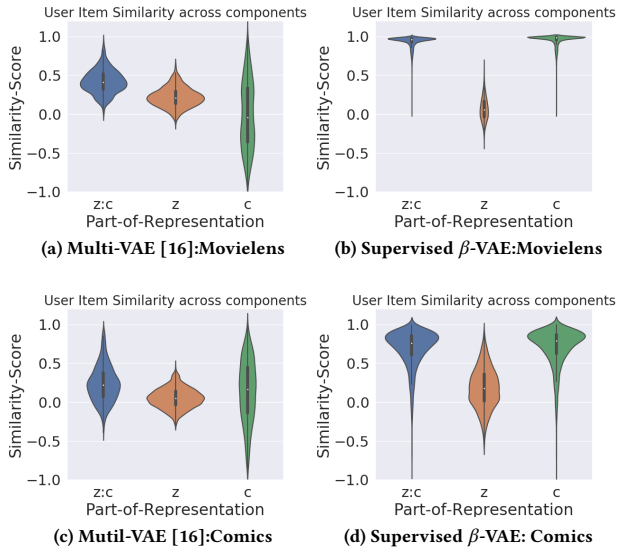 User Item Similarity across components
1.0
0.5
0.0
−0.5
−1.0
Similarity-Score
z:c
z
c
Part-of-Representation
(a) Multi-VAE [16]:Movielens
User Item Similarity across components
1.0
0.5
0.0
−0.5
−1.0
Similarity-Score
z:c
z
c
Part-of-Representation
(b) Supervised β-VAE:Movielens
User Item Similarity across components
1.0
0.5
0.0
−0.5
−1.0
Similarity-Score
z:c
z
c
Part-of-Representation
(c) Mutil-VAE [16]:Comics
User Item Similarity across components
1.0
0.5
0.0
−0.5
−1.0
Similarity-Score
z:c
z
c
Part-of-Representation
(d) Supervised β-VAE: Comics